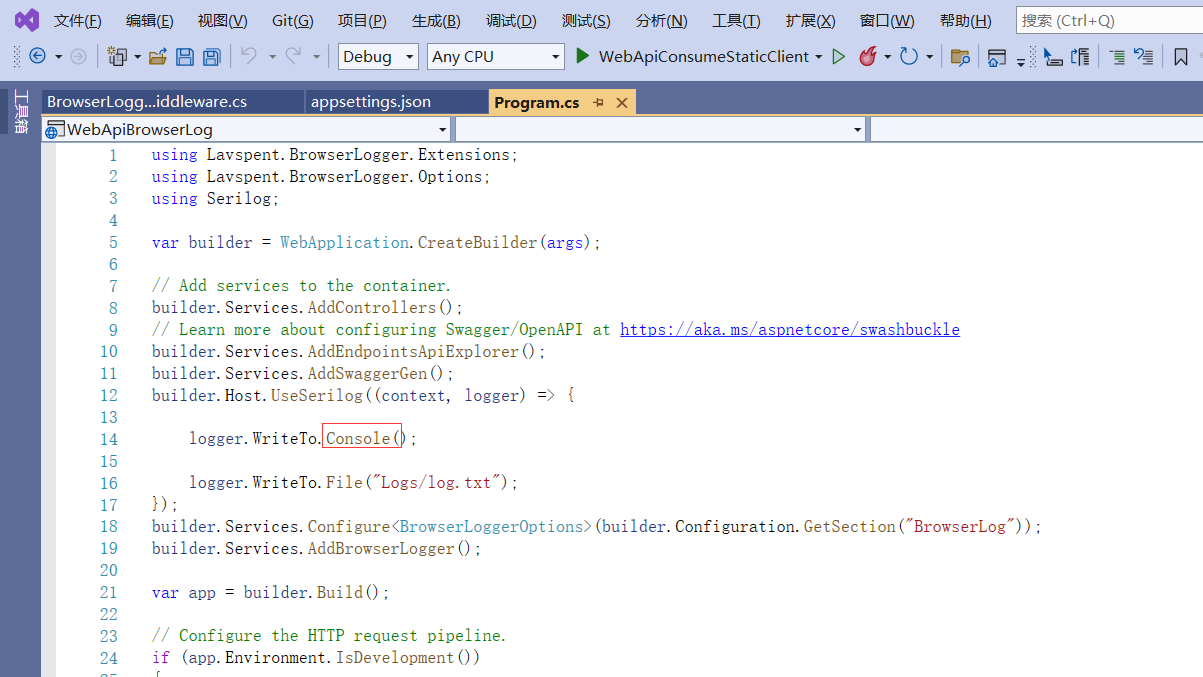 文件(F) 编辑(E) 视图(V) Git(G) 项目(P) 生成(B) 调试(D) 测试(S) 分析(N) 工具(T) 扩展(X) 窗口(W) 帮助(H) 搜索 (Ctrl+Q)
Debug Any CPU WebApiConsumeStaticClient
工具箱
BrowserLogg...iddleware.cs appsettings.json Program.cs
WebApiBrowserLog
1 using Lavspent.BrowserLogger.Extensions;
2 using Lavspent.BrowserLogger.Options;
3 using Serilog;
4
5 var builder = WebApplication.CreateBuilder(args);
6
7 // Add services to the container.
8 builder.Services.AddControllers();
9 // Learn more about configuring Swagger/OpenAPI at https://aka.ms/aspnetcore/swashbuckle
10 builder.Services.AddEndpointsApiExplorer();
11 builder.Services.AddSwaggerGen();
12 builder.Host.UseSerilog((context, logger) => {
13
14 logger.WriteTo.Console();
15
16 logger.WriteTo.File("Logs/log.txt");
17 });
18 builder.Services.Configure<BrowserLoggerOptions>(builder.Configuration.GetSection("BrowserLog"));
19 builder.Services.AddBrowserLogger();
20
21 var app = builder.Build();
22
23 // Configure the HTTP request pipeline.
24 if (app.Environment.IsDevelopment())
25 {